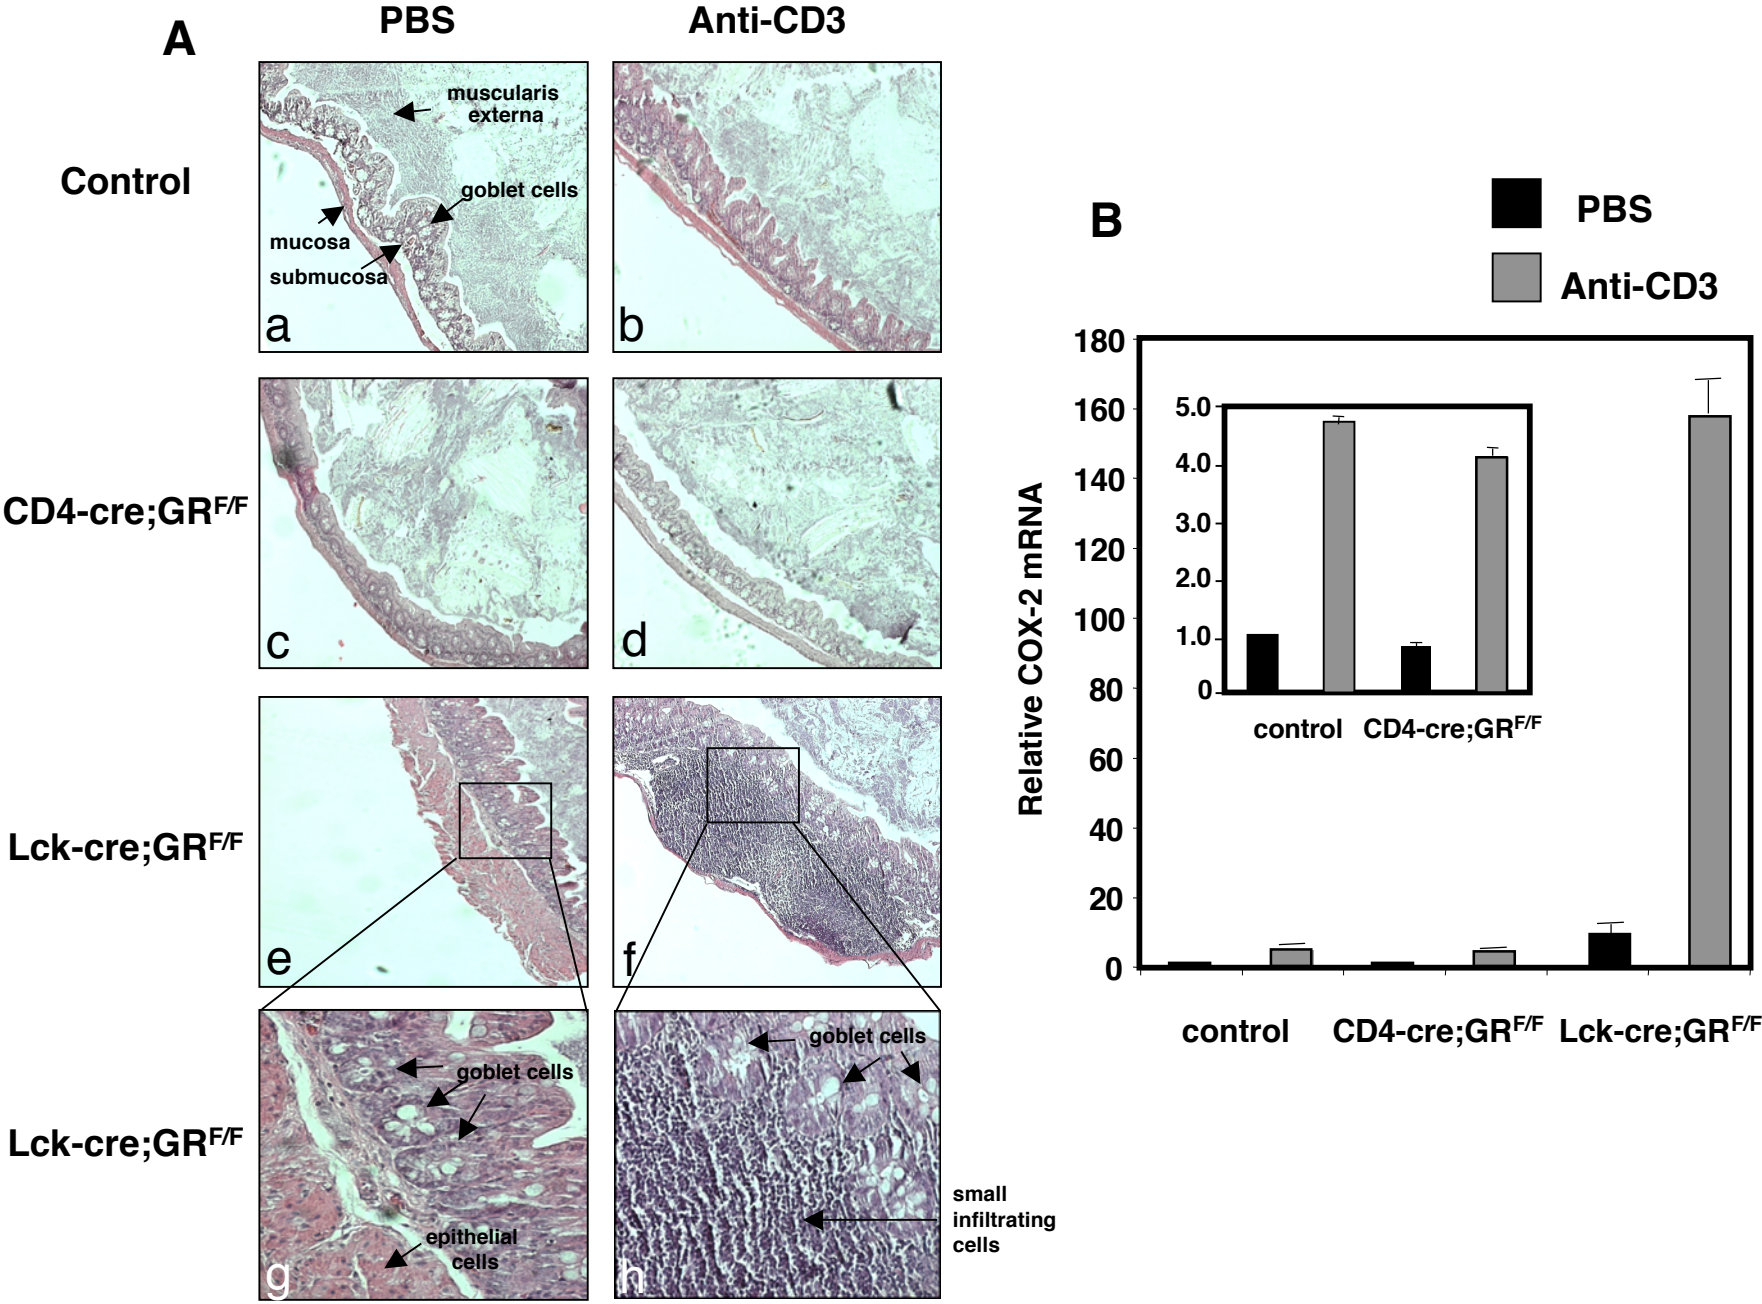 A
PBS
Anti-CD3
Control
muscularis
externa
goblet cells
mucosa
submucosa
a
b
CD4-cre;GRF/F
c
d
Lck-cre;GRF/F
e
f
Lck-cre;GRF/F
goblet cells
epithelial
cells
g
goblet cells
small
infiltrating
cells
h
B
PBS
Anti-CD3
Relative COX-2 mRNA
180
160
140
120
100
80
60
40
20
0
5.0
4.0
3.0
2.0
1.0
0
control CD4-cre;GRF/F
control CD4-cre;GRF/F Lck-cre;GRF/F